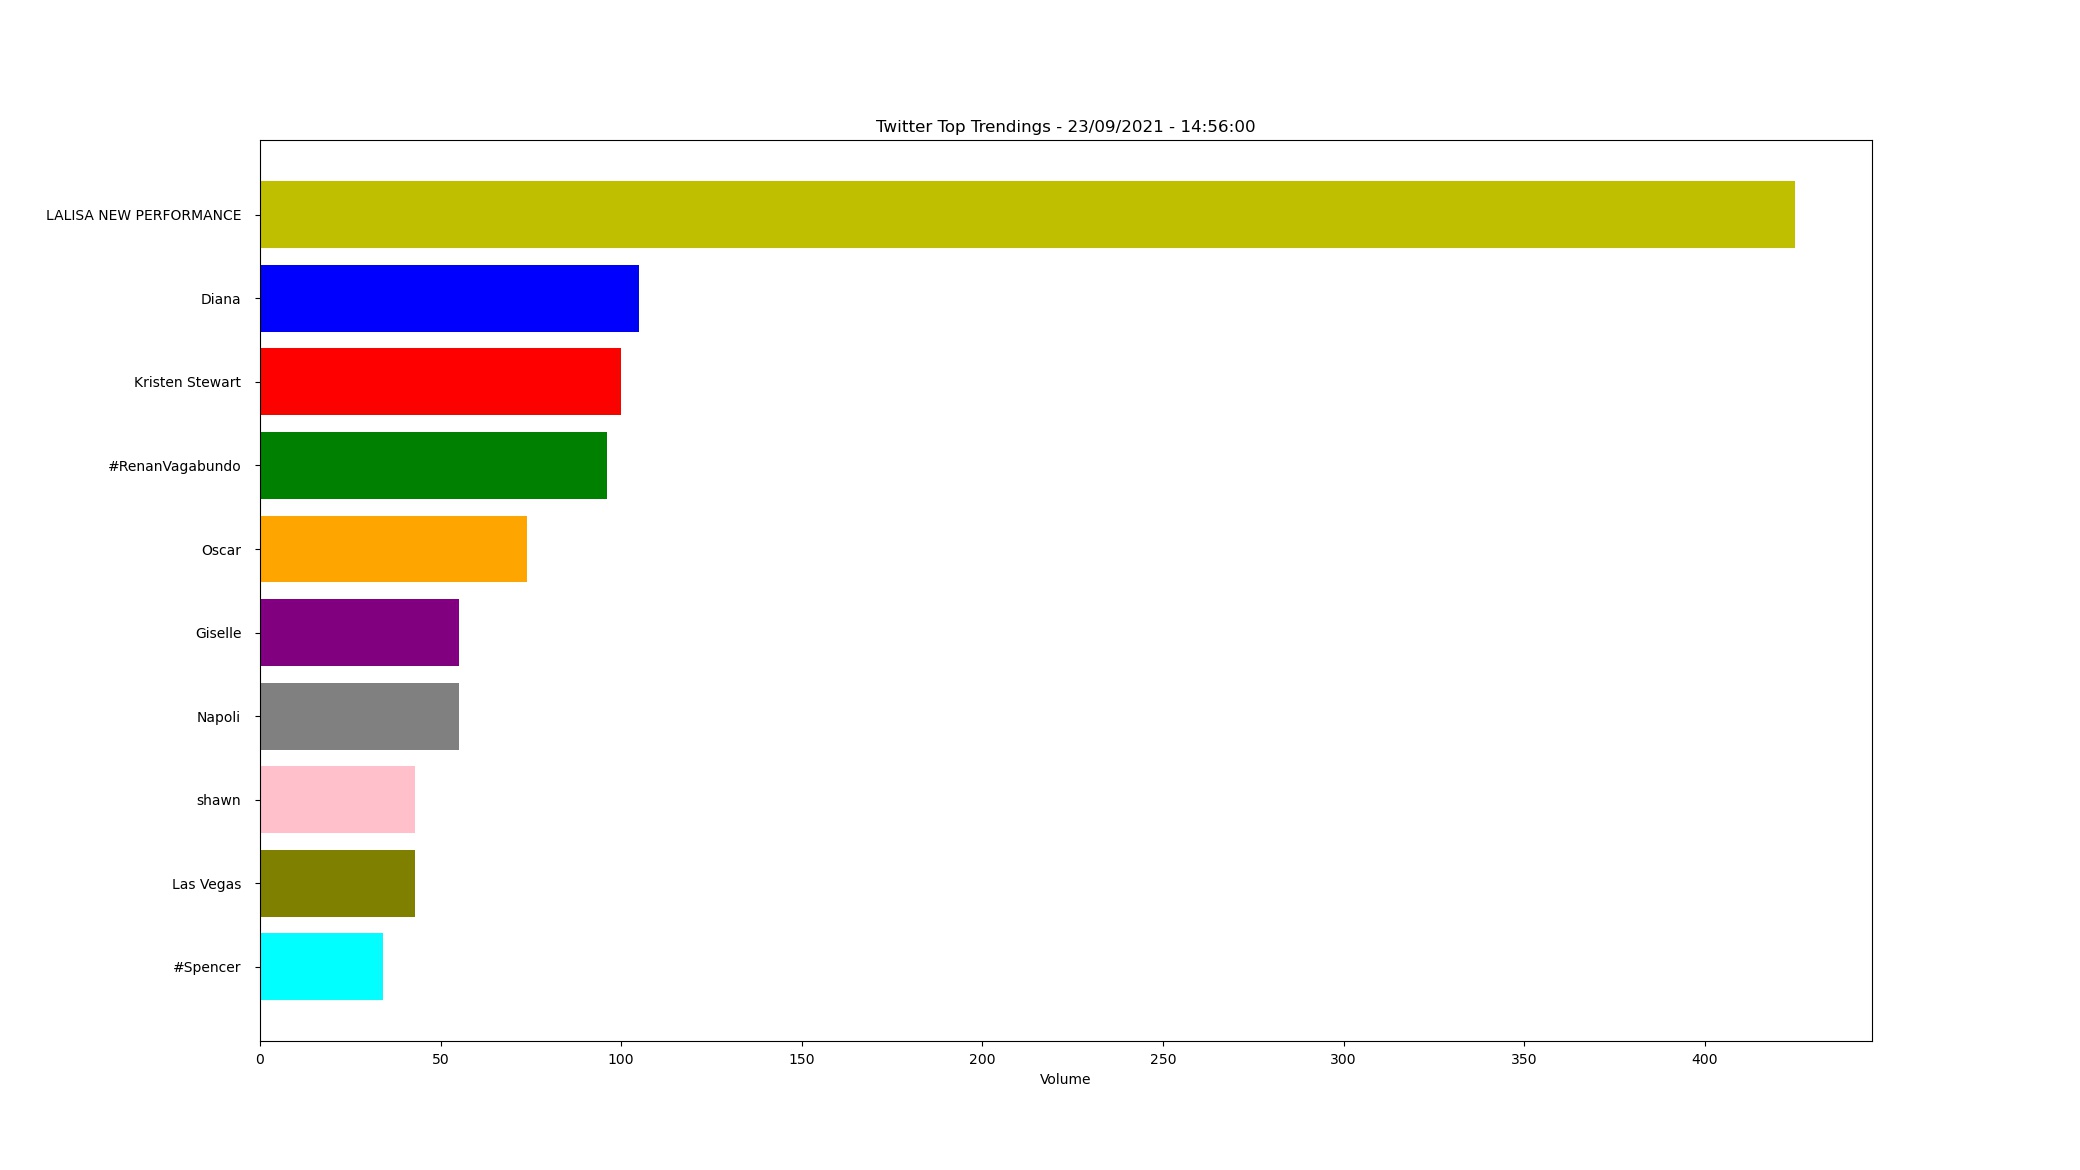 Twitter Top Trendings - 23/09/2021 - 14:56:00
LALISA NEW PERFORMANCE
Diana
Kristen Stewart
#RenanVagabundo
Oscar
Giselle
Napoli
shawn
Las Vegas
#Spencer
0 50 100 150 200 250 300 350 400
Volume